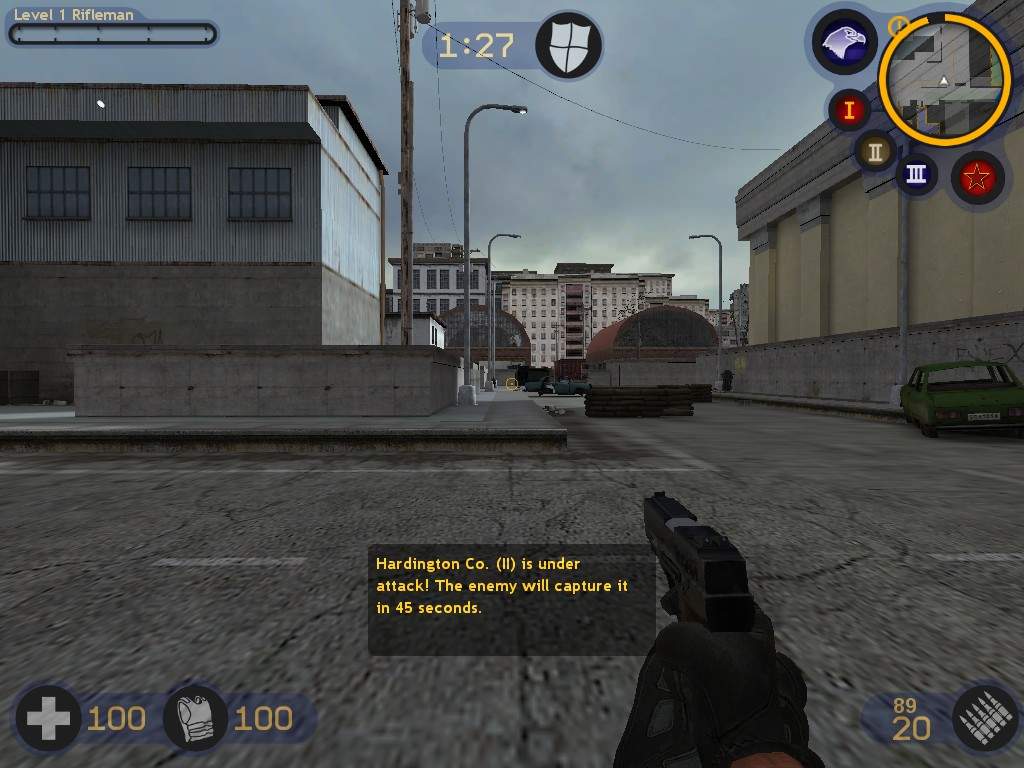 Level 1 Rifleman
1:27
I
II
III
Hardington Co. (II) is under
attack! The enemy will capture it
in 45 seconds.
100
100
89
20